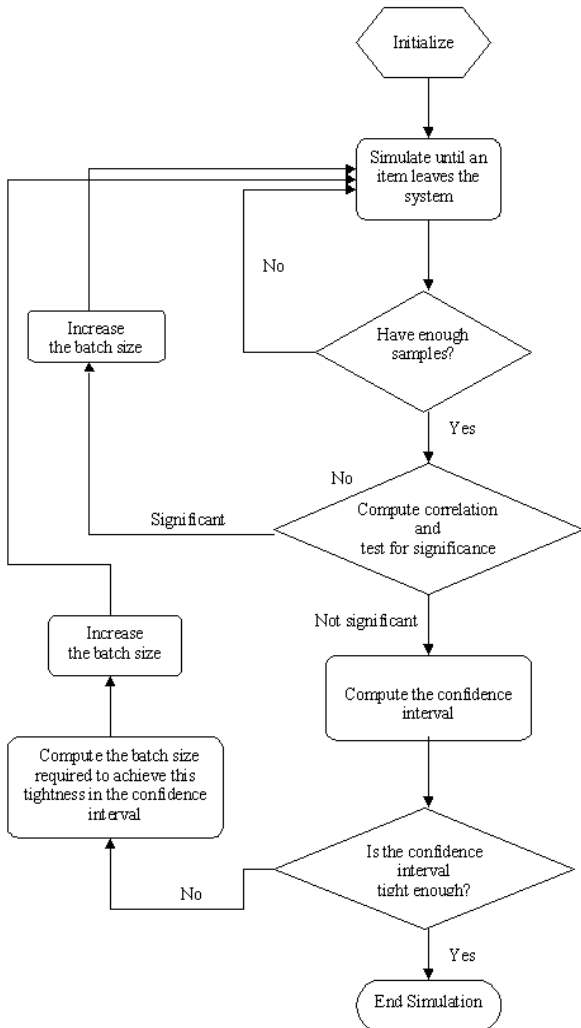 Initialize
Simulate until an
item leaves the
system
No
Increase
the batch size
Have enough
samples?
Yes
No
Significant
Compute correlation
and
test for significance
Not significant
Increase
the batch size
Compute the confidence
interval
Compute the batch size
required to achieve this
tightness in the confidence
interval
Is the confidence
interval
tight enough?
No
Yes
End Simulation